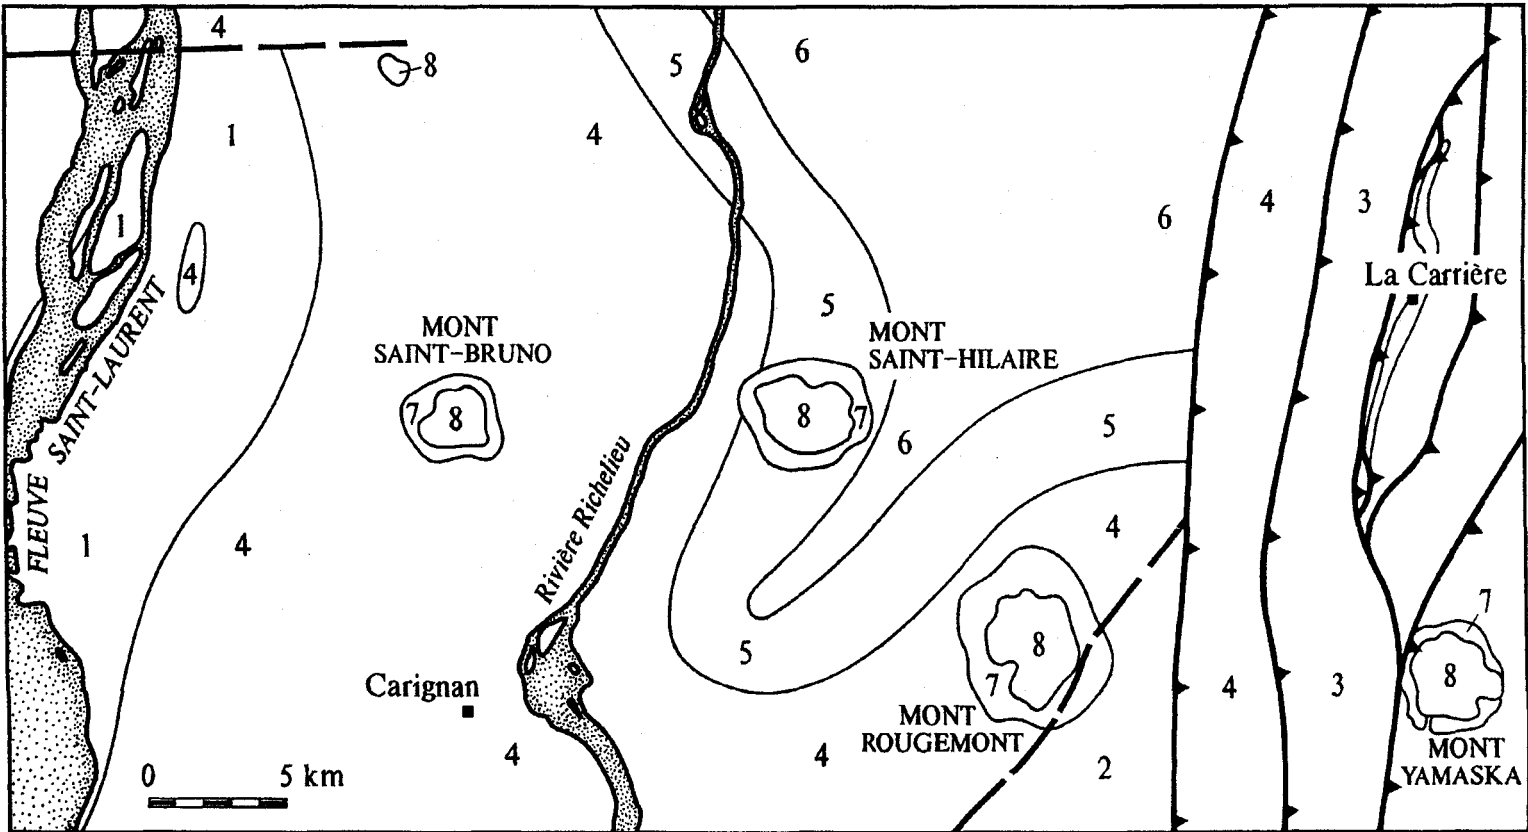 4
8
5
6
1
4
1
6
4
3
4
La Carrière
5
MONT
SAINT-BRUNO
MONT
SAINT-HILAIRE
FLEUVE SAINT-LAURENT
7
8
8
7
6
5
Rivière Richelieu
1
4
4
7
5
8
7
8
Carignan
4
3
MONT
ROUGEMONT
MONT
YAMASKA
4
4
2
0 5 km